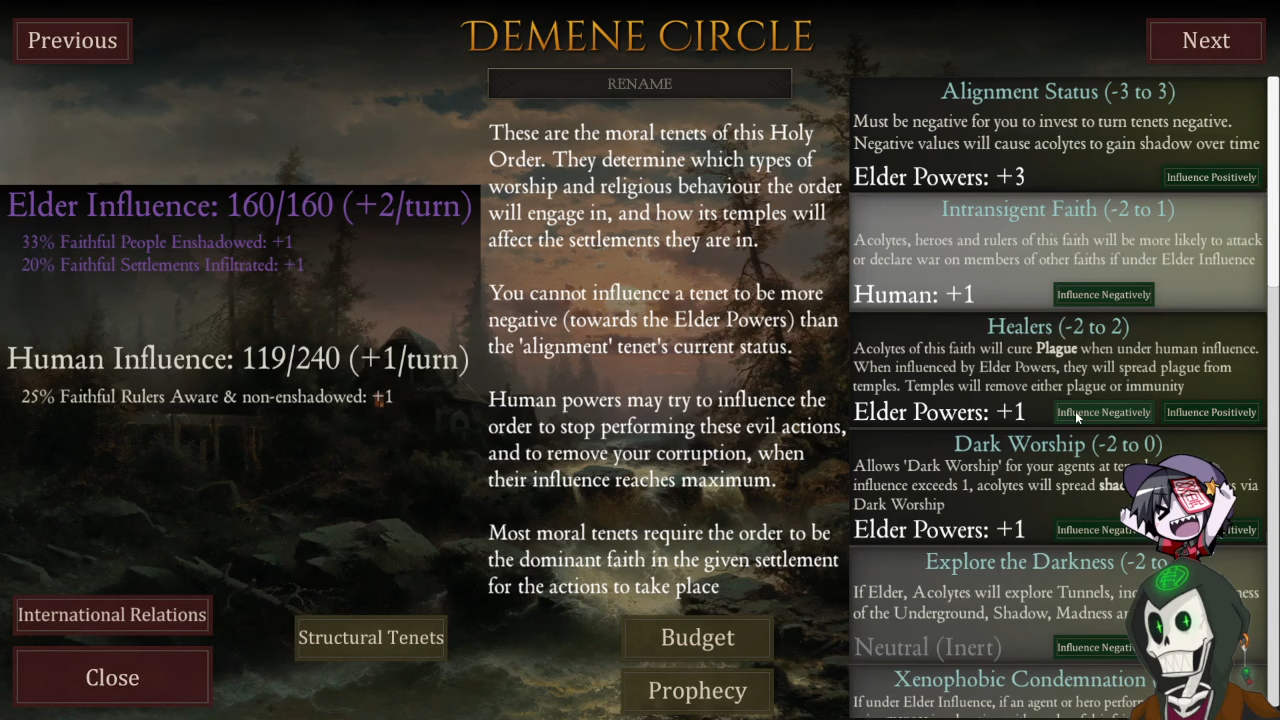 Previous
DEMENE CIRCLE
Next
RENAME
Elder Influence: 160/160 (+2/turn)
33% Faithful People Enshadowed: +1
20% Faithful Settlements Infiltrated: +1
Human Influence: 119/240 (+1/turn)
25% Faithful Rulers Aware & non-enshadowed: +1
International Relations
Close
Structural Tenets
These are the moral tenets of this Holy
Order. They determine which types of
worship and religious behaviour the order
will engage in, and how its temples will
affect the settlements they are in.
You cannot influence a tenet to be more
negative (towards the Elder Powers) than
the 'alignment' tenet's current status.
Human powers may try to influence the
order to stop performing these evil actions,
and to remove your corruption, when
their influence reaches maximum.
Most moral tenets require the order to be
the dominant faith in the given settlement
for the actions to take place
Budget
Prophecy
Alignment Status (-3 to 3)
Must be negative for you to invest to turn tenets negative.
Negative values will cause acolytes to gain shadow over time
Elder Powers: +3
Influence Positively
Intransigent Faith (-2 to 1)
Acolytes, heroes and rulers of this faith will be more likely to attack
or declare war on members of other faiths if under Elder Influence
Human: +1
Influence Negatively
Healers (-2 to 2)
Acolytes of this faith will cure Plague when under human influence.
When influenced by Elder Powers, they will spread plague from
temples. Temples will remove either plague or immunity
Elder Powers: +1
Influence Negatively
Influence Positively
Dark Worship (-2 to 0)
Allows 'Dark Worship' for your agents at
influence exceeds 1, acolytes will spread via
Dark Worship
Elder Powers: +1
Influence
Explore the Darkness (-2 to
If Elder, Acolytes will explore Tunnels,
of the Underground, Shadow, Madness
Neutral (Inert)
Influence
Xenophobic Condemnation
If under Elder Influence, if an agent or hero